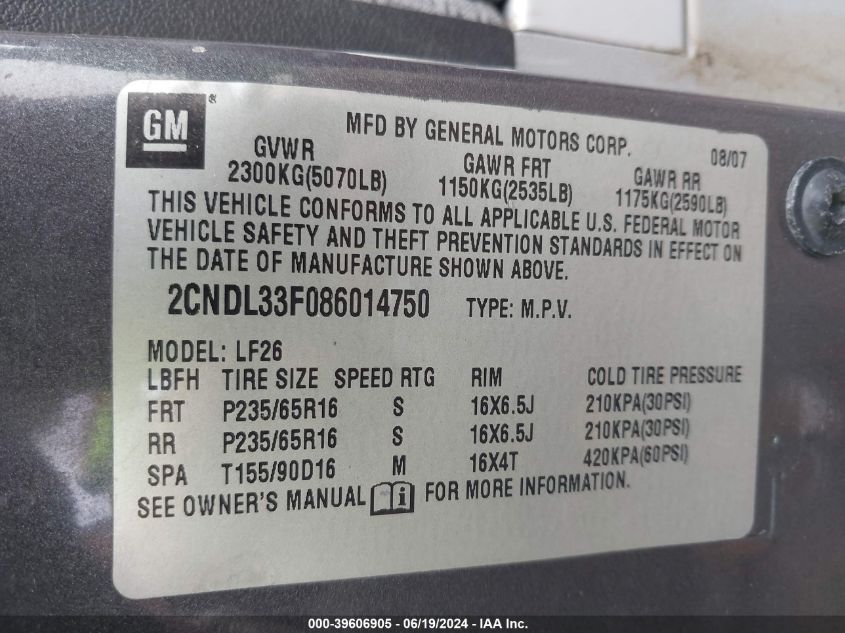 GM®
MFD BY GENERAL MOTORS CORP. 08/07
GVWR GAWR FRT GAWR RR
2300KG(5070LB) 1150KG(2535LB) 1175KG(2590LB)
THIS VEHICLE CONFORMS TO ALL APPLICABLE U.S. FEDERAL MOTOR
VEHICLE SAFETY AND THEFT PREVENTION STANDARDS IN EFFECT ON
THE DATE OF MANUFACTURE SHOWN ABOVE.
2CNDL33F086014750 TYPE: M.P.V.
MODEL: LF26
LBFH TIRE SIZE SPEED RTG RIM COLD TIRE PRESSURE
FRT P235/65R16 S 16X6.5J 210KPA(30PSI)
RR P235/65R16 S 16X6.5J 210KPA(30PSI)
SPA T155/90D16 M 16X4T 420KPA(60PSI)
SEE OWNER'S MANUAL i FOR MORE INFORMATION.
000-39606905 - 06/19/2024 - IAA Inc.